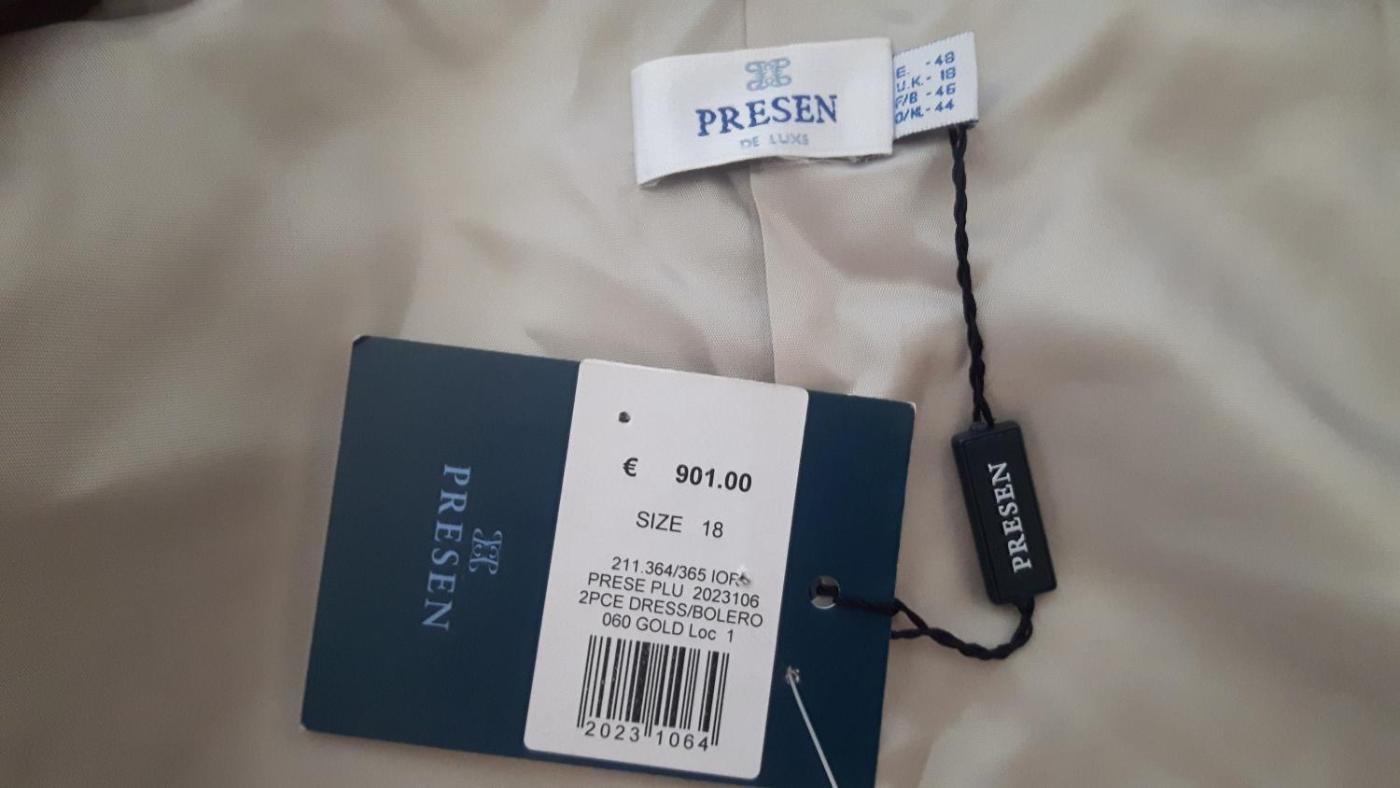 PRESEN
DE LUXE
E. - 48
U.K. - 18
F/B - 46
D/NL - 44
PRESEN
PRESEN
€ 901.00
SIZE 18
211.364/365
PRESE PLU 2023106
2PCE DRESS/BOLERO
060 GOLD Loc 1
2023 1064